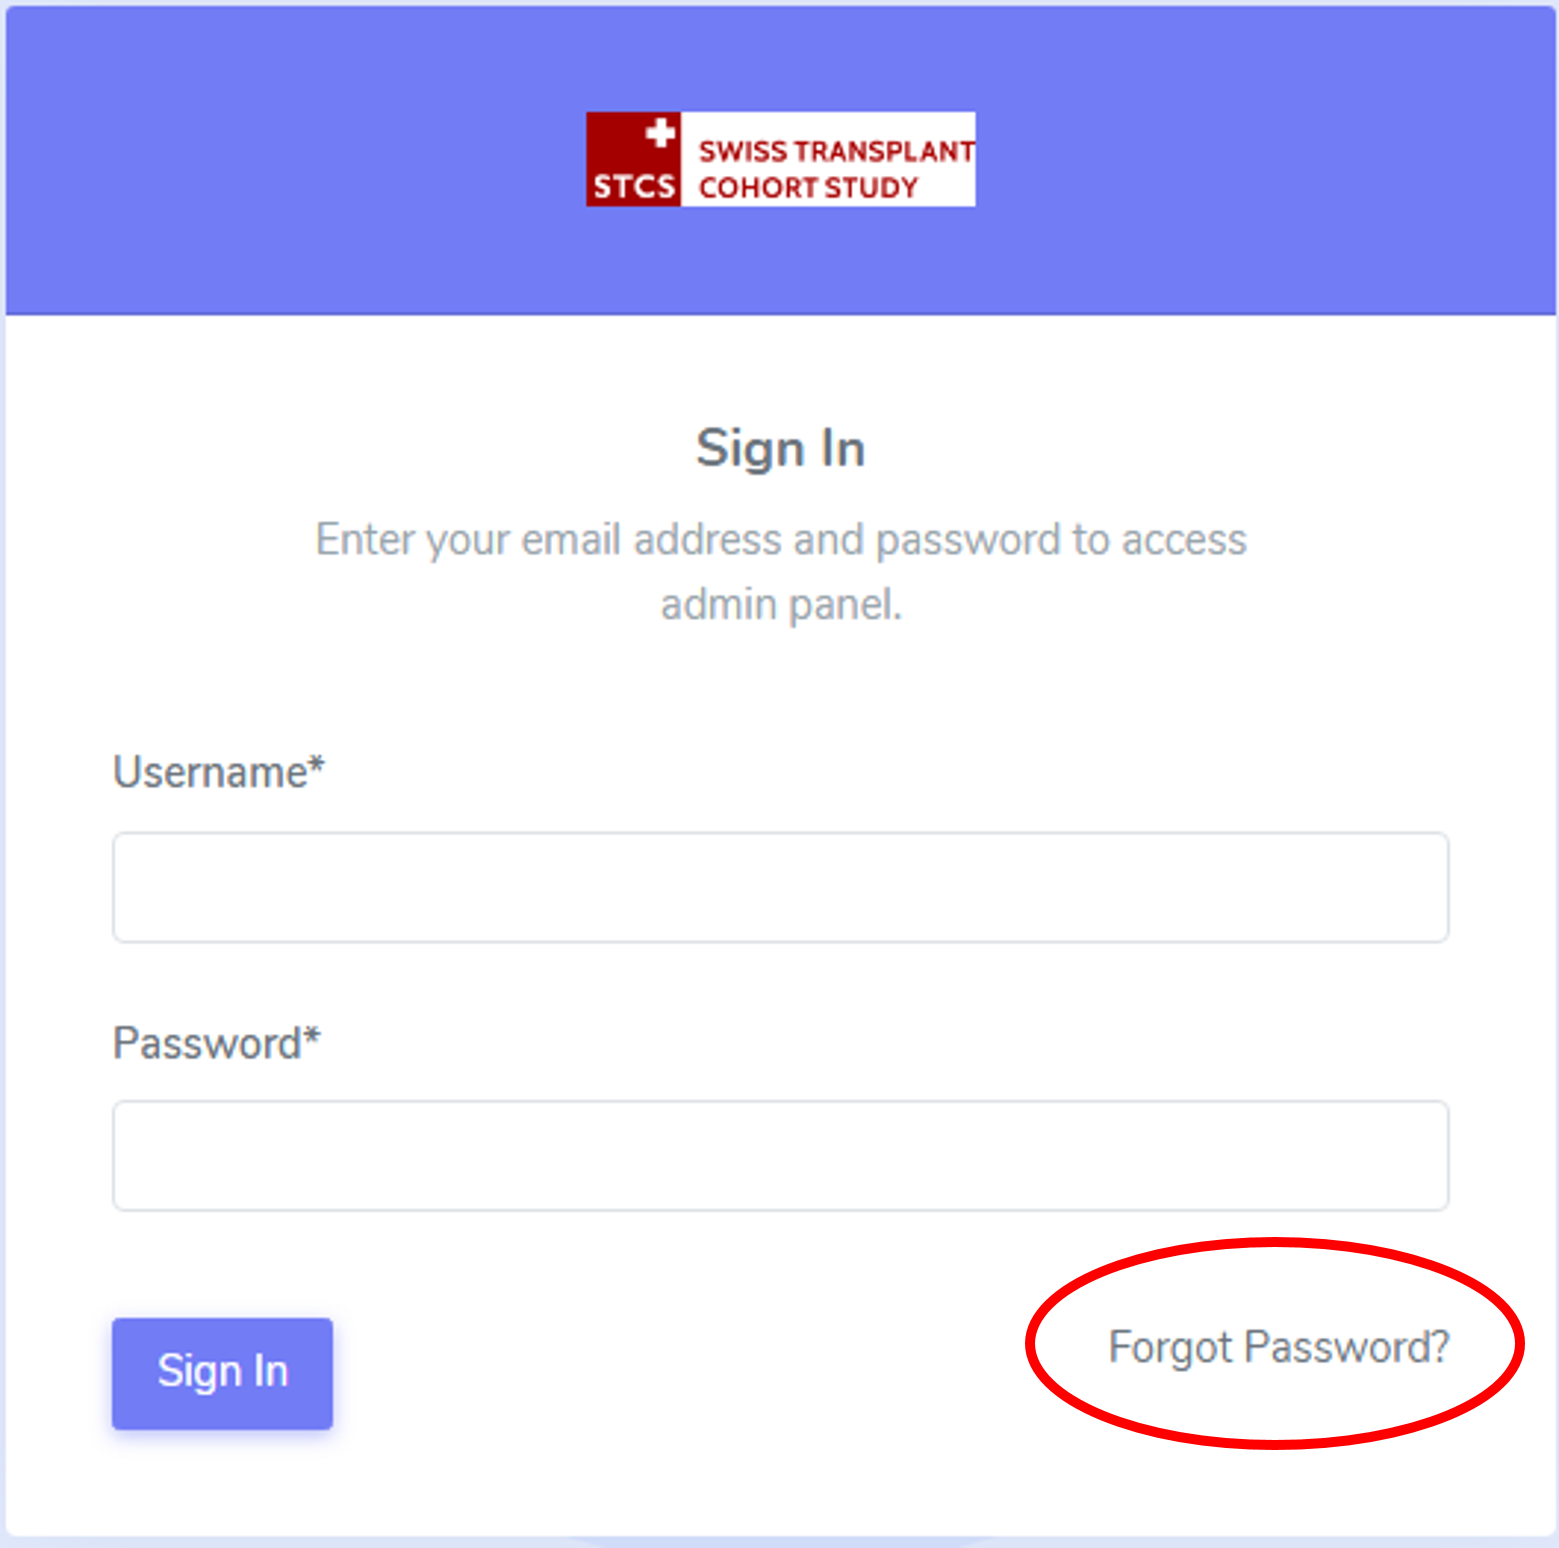 STCS
SWISS TRANSPLANT
COHORT STUDY
Sign In
Enter your email address and password to access
admin panel.
Username*
Password*
Sign In
Forgot Password?